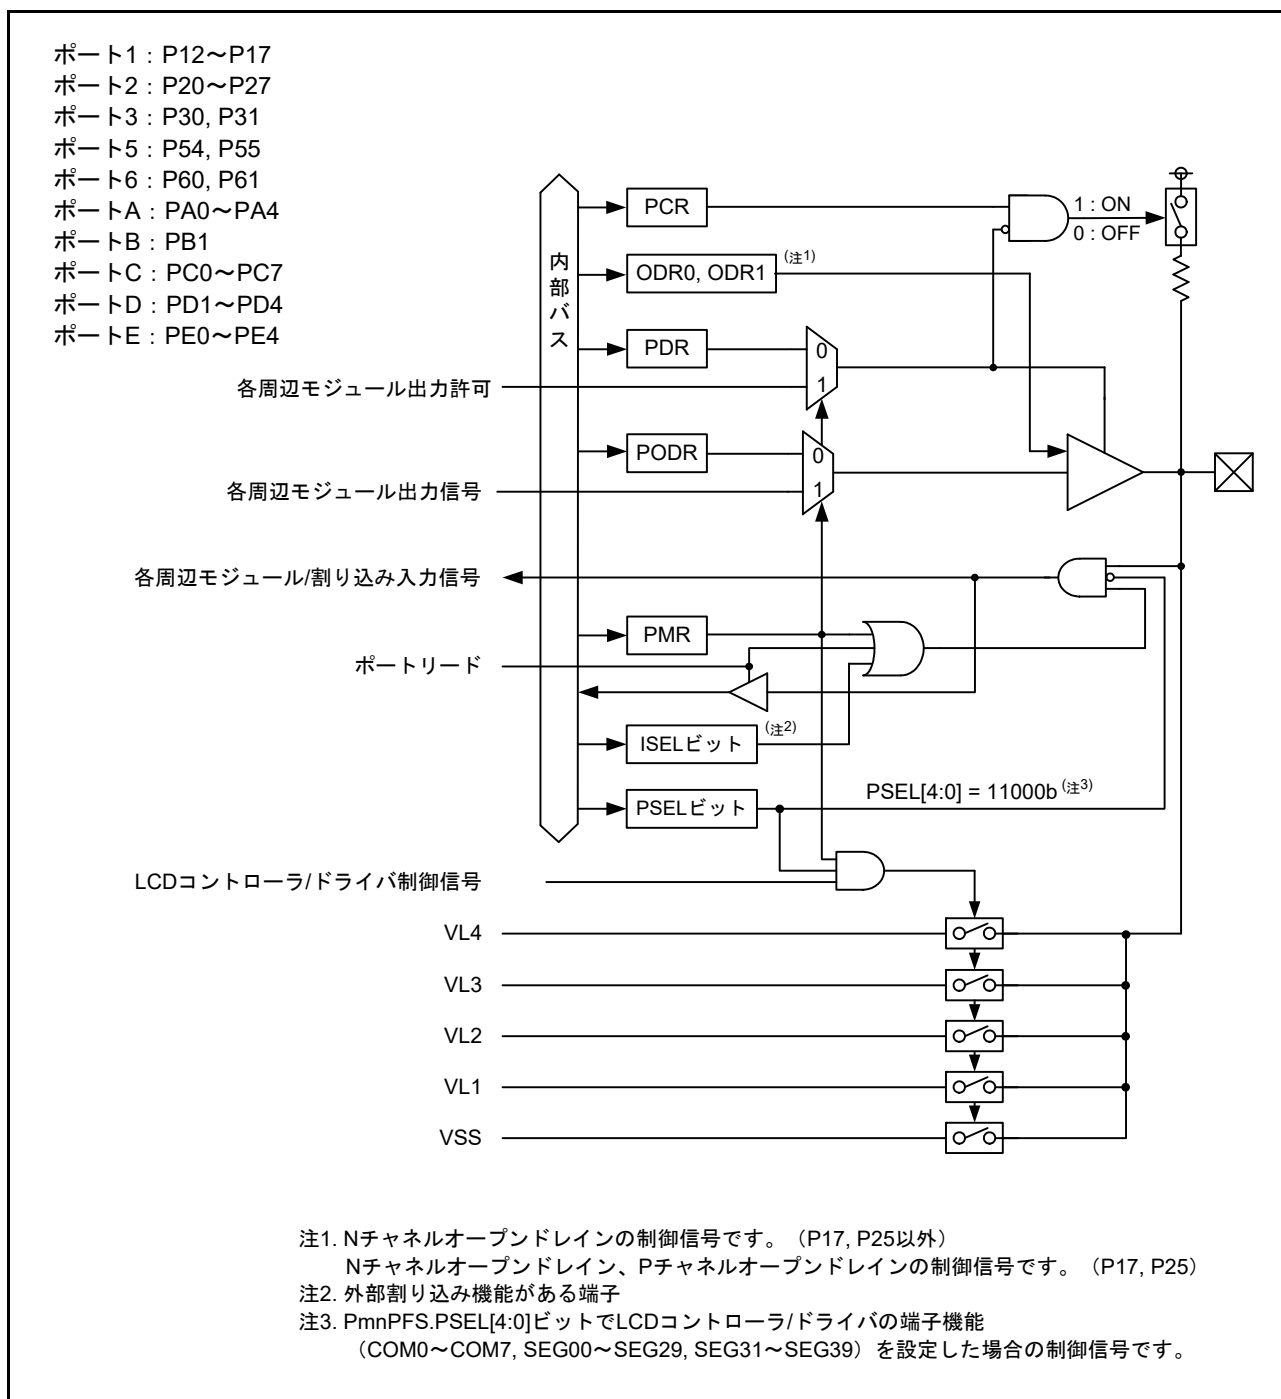 ポート1：P12～P17
ポート2：P20～P27
ポート3：P30, P31
ポート5：P54, P55
ポート6：P60, P61
ポートA：PA0～PA4
ポートB：PB1
ポートC：PC0～PC7
ポートD：PD1～PD4
ポートE：PE0～PE4
内部バス
PCR
1 : ON
0 : OFF
ODR0, ODR1 (注1)
PDR
0
1
各周辺モジュール出力許可
PODR
0
1
各周辺モジュール出力信号
各周辺モジュール/割り込み入力信号
PMR
ポートリード
ISELビット (注2)
PSELビット
PSEL[4:0] = 11000b (注3)
LCDコントローラ/ドライバ制御信号
VL4
VL3
VL2
VL1
VSS
注1. Nチャネルオープンドレインの制御信号です。（P17, P25以外）
Nチャネルオープンドレイン、Pチャネルオープンドレインの制御信号です。（P17, P25）
注2. 外部割り込み機能がある端子
注3. PmnPFS.PSEL[4:0]ビットでLCDコントローラ/ドライバの端子機能
（COM0～COM7, SEG00～SEG29, SEG31～SEG39）を設定した場合の制御信号です。